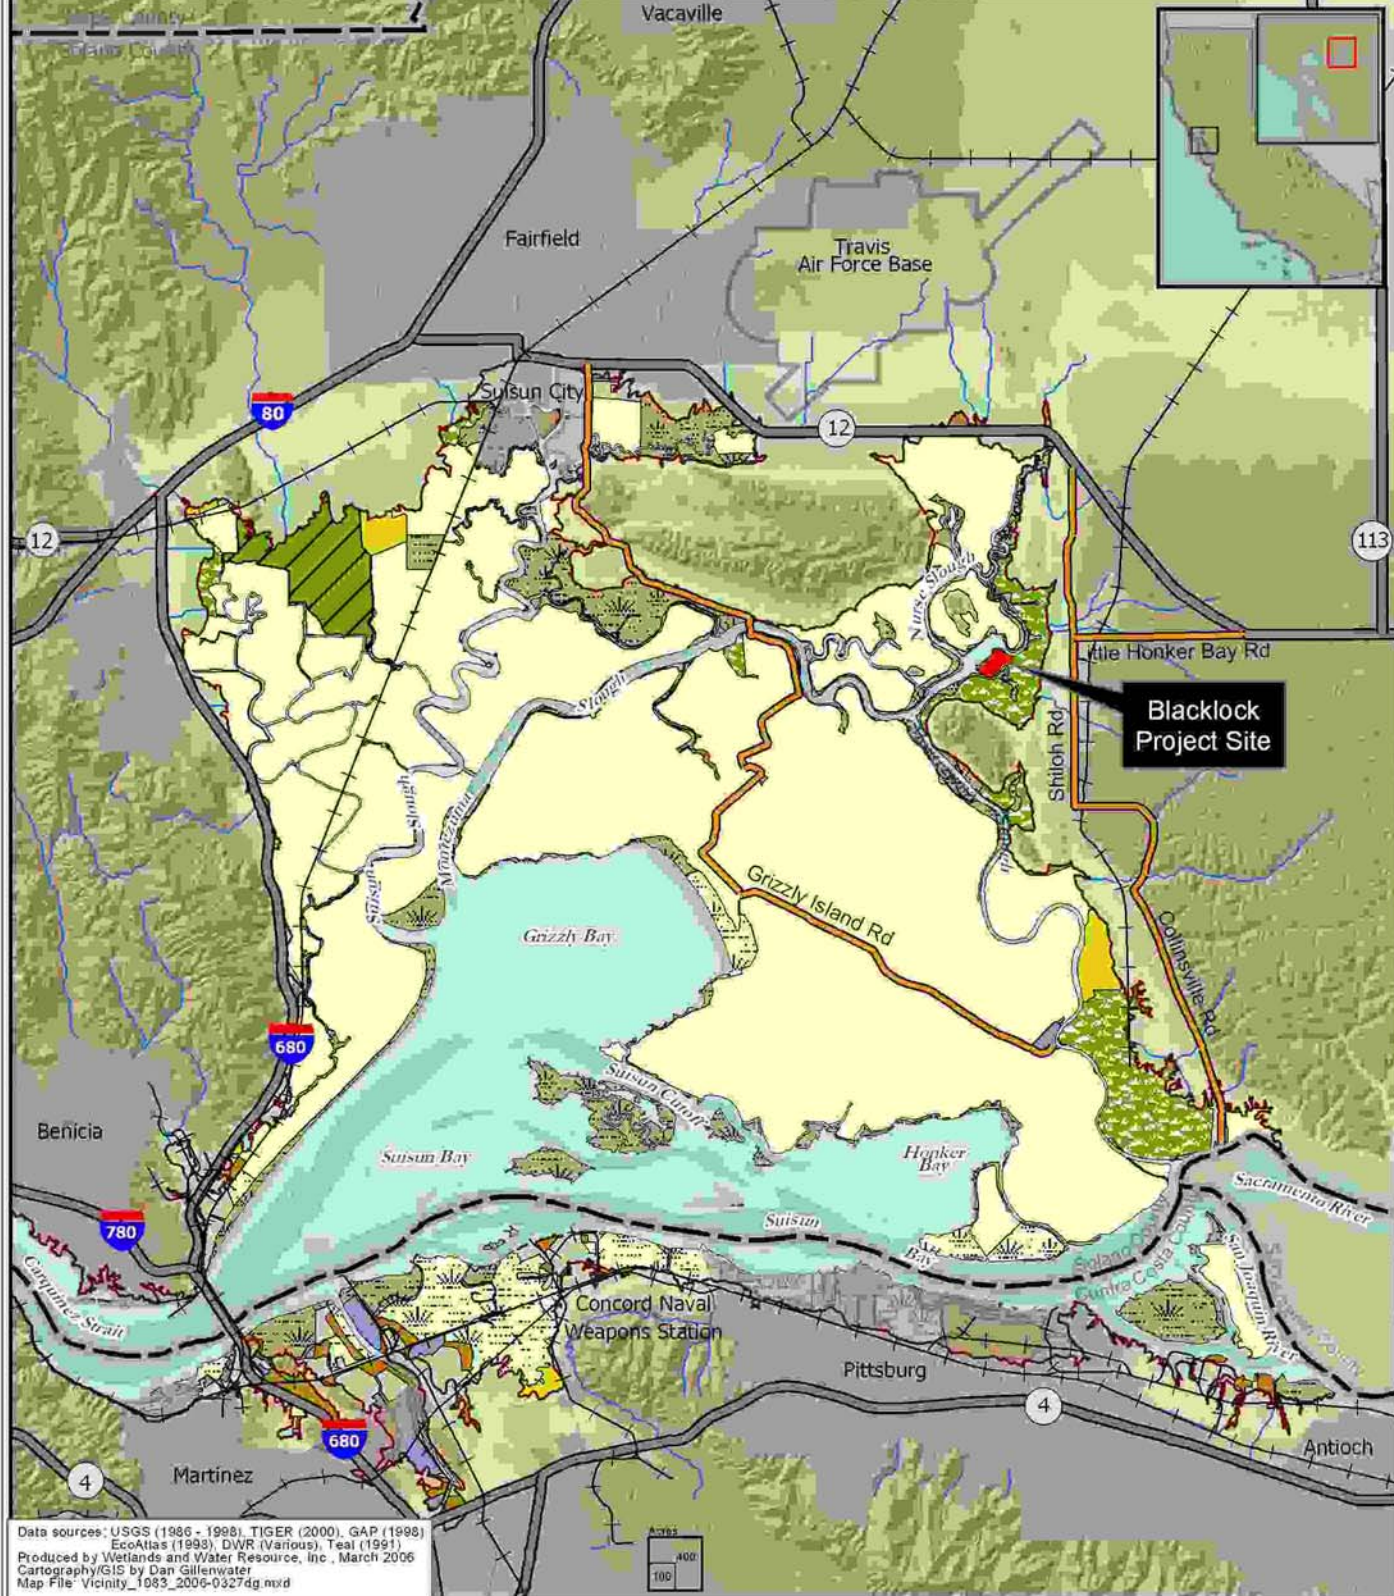 Vacaville
Solano County
Fairfield
Travis
Air Force Base
Suisun City
80
12
12
113
Nurse Slough
Little Honker Bay Rd
Blacklock
Project Site
Slough
Shiloh Rd
Slough
Montezuma
Suisun
Grizzly Island Rd
Grizzly Bay
Collinsville Rd
680
Suisun Cutoff
Benicia
Suisun Bay
Honker
Bay
Sacramento River
780
Suisun
Bay
Solano County
Contra Costa County
San Joaquin River
Carquinez Strait
Concord Naval
Weapons Station
Pittsburg
4
680
Antioch
Martinez
4
Data sources: USGS (1986 - 1998), TIGER (2000), GAP (1998)
EcoAtlas (1998), DWR (Various), Teal (1991)
Produced by Wetlands and Water Resource, Inc., March 2006
Cartography/GIS by Dan Gillenwater
Map File: Vicinity_1083_2006-0327dg.mxd
Acres
400
100